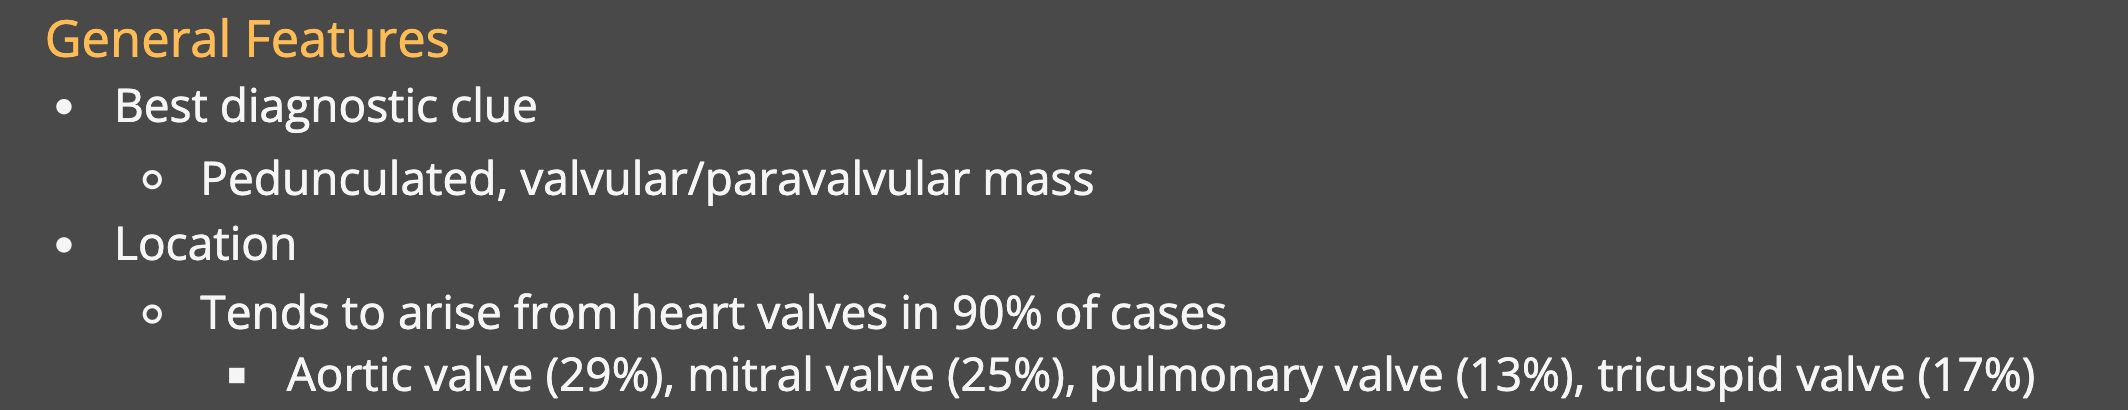 General Features
• Best diagnostic clue
○ Pedunculated, valvular/paravalvular mass
• Location
○ Tends to arise from heart valves in 90% of cases
▪ Aortic valve (29%), mitral valve (25%), pulmonary valve (13%), tricuspid valve (17%)